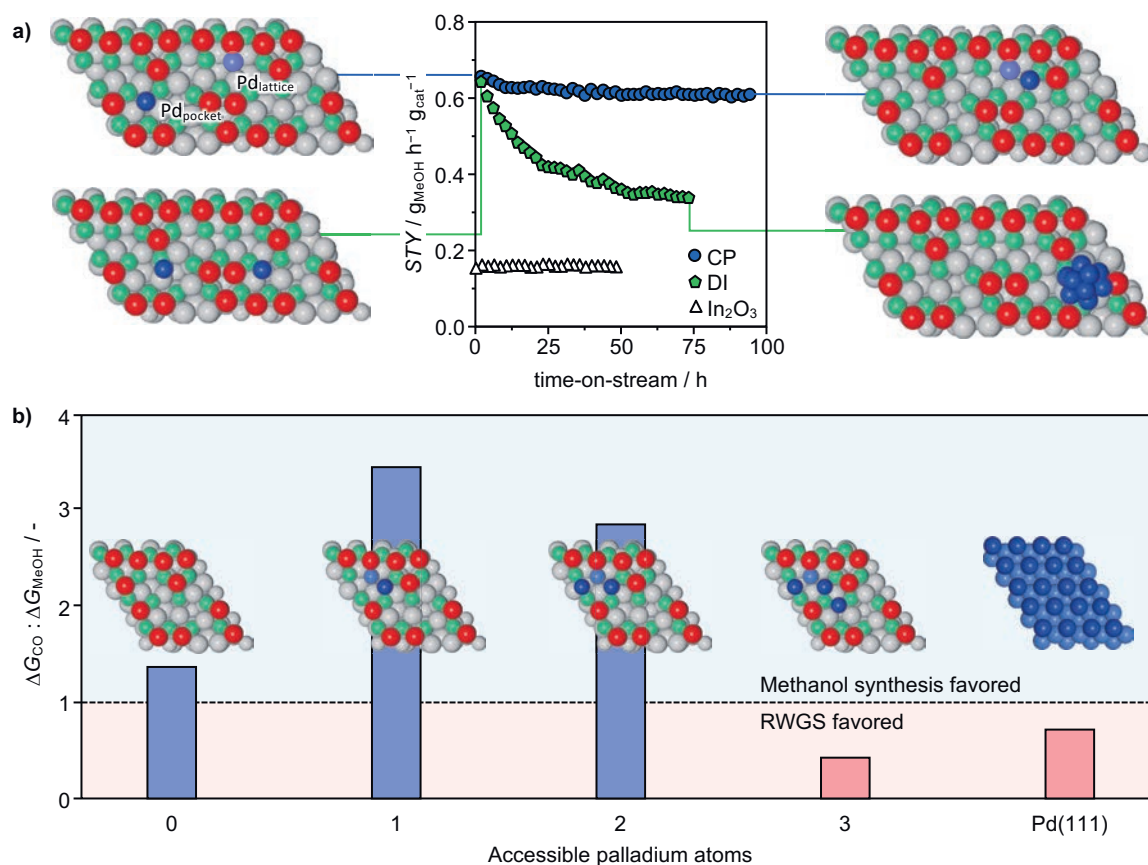 a)
Pd_lattice
Pd_pocket
STY / g_MeOH h⁻¹ g_cat⁻¹
0.8
0.6
0.4
0.2
0.0
CP
DI
In₂O₃
0 25 50 75 100
time-on-stream / h
b)
ΔG_CO : ΔG_MeOH / -
4
3
2
1
0
Methanol synthesis favored
RWGS favored
0 1 2 3 Pd(111)
Accessible palladium atoms